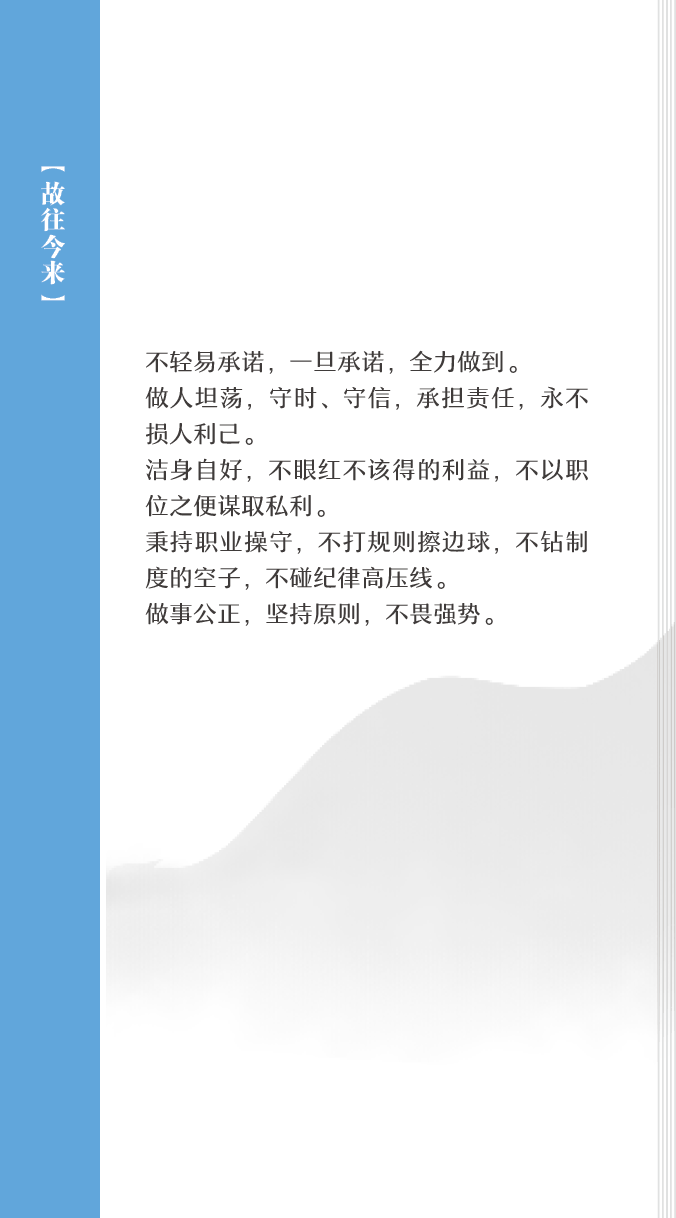 【故往今来】
不轻易承诺，一旦承诺，全力做到。
做人坦荡，守时、守信，承担责任，永不
损人利己。
洁身自好，不眼红不该得的利益，不以职
位之便谋取私利。
秉持职业操守，不打规则擦边球，不钻制
度的空子，不碰纪律高压线。
做事公正，坚持原则，不畏强势。